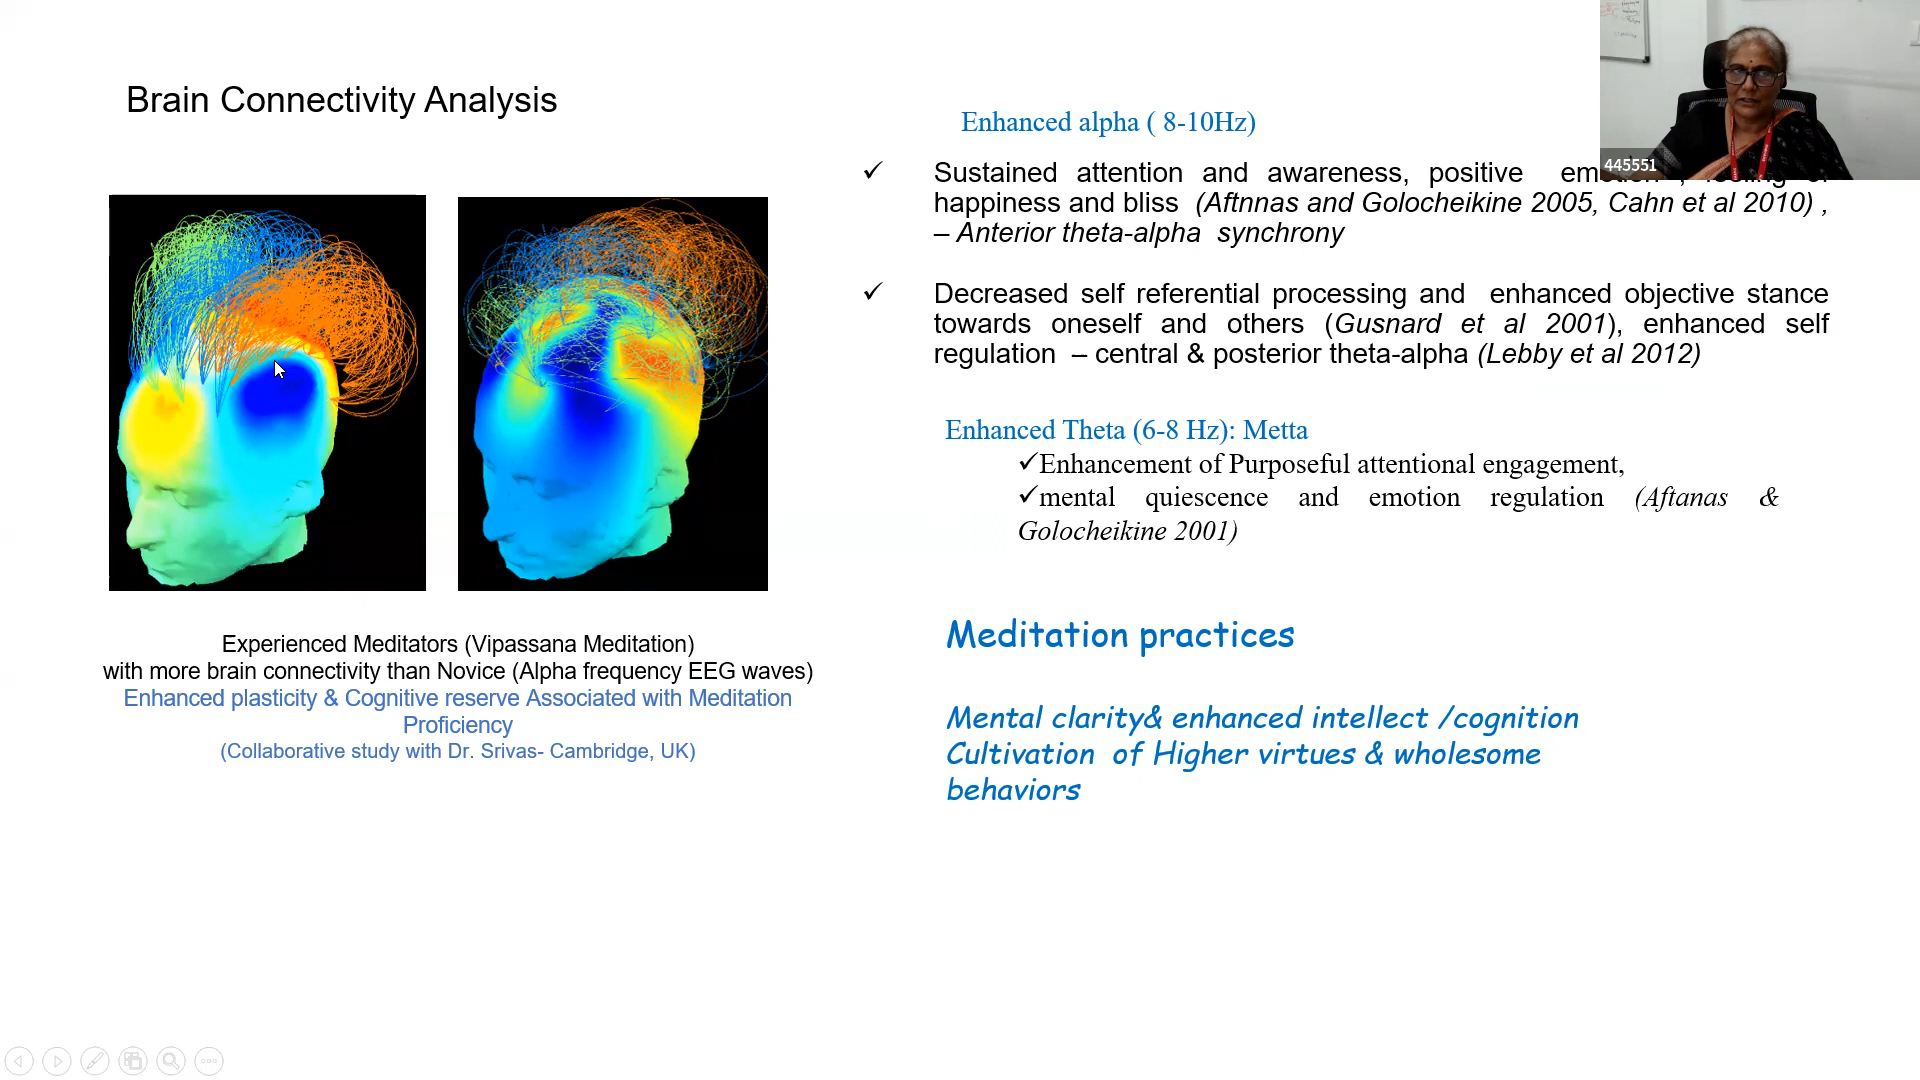 Brain Connectivity Analysis
Experienced Meditators (Vipassana Meditation)
with more brain connectivity than Novice (Alpha frequency EEG waves)
Enhanced plasticity & Cognitive reserve Associated with Meditation
Proficiency
(Collaborative study with Dr. Srivas- Cambridge, UK)
Enhanced alpha ( 8-10Hz)
✓ Sustained attention and awareness, positive
happiness and bliss (Aftnnas and Golocheikine 2005, Cahn et al 2010) ,
– Anterior theta-alpha synchrony
✓ Decreased self referential processing and enhanced objective stance
towards oneself and others (Gusnard et al 2001), enhanced self
regulation – central & posterior theta-alpha (Lebby et al 2012)
Enhanced Theta (6-8 Hz): Metta
✓Enhancement of Purposeful attentional engagement,
✓mental quiescence and emotion regulation (Aftanas &
Golocheikine 2001)
Meditation practices
Mental clarity& enhanced intellect /cognition
Cultivation of Higher virtues & wholesome
behaviors
445551